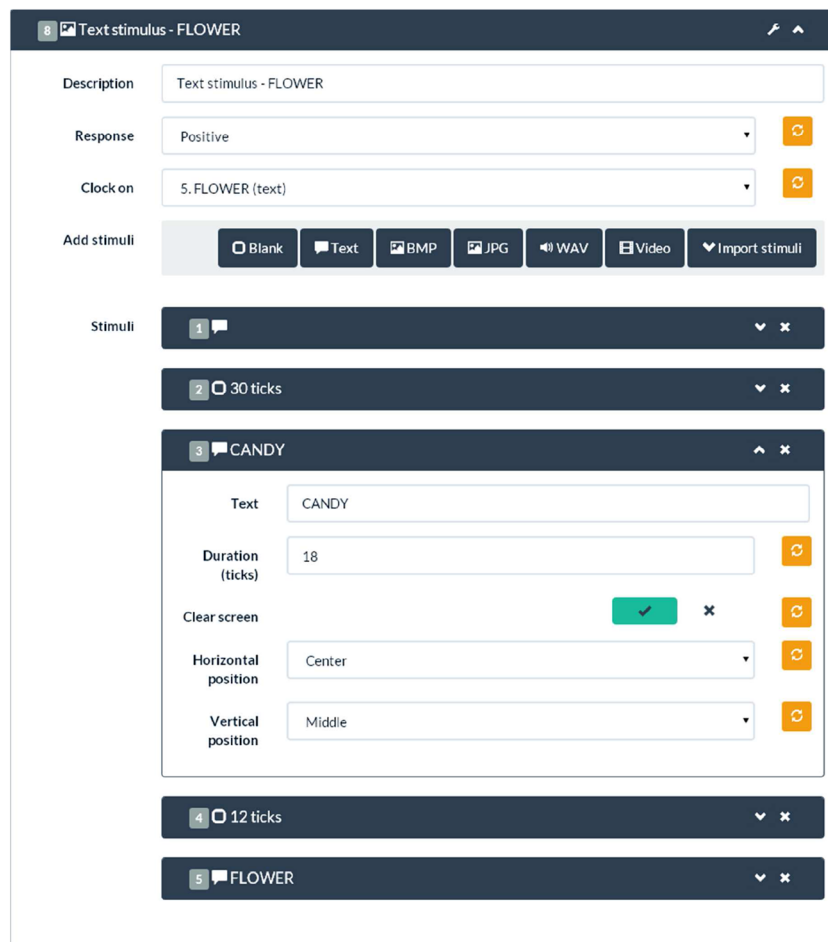 8 Text stimulus - FLOWER
Description Text stimulus - FLOWER
Response Positive
Clock on 5. FLOWER (text)
Add stimuli Blank Text BMP JPG WAV Video Import stimuli
Stimuli 1
2 30 ticks
3 CANDY
Text CANDY
Duration (ticks) 18
Clear screen
Horizontal position Center
Vertical position Middle
4 12 ticks
5 FLOWER